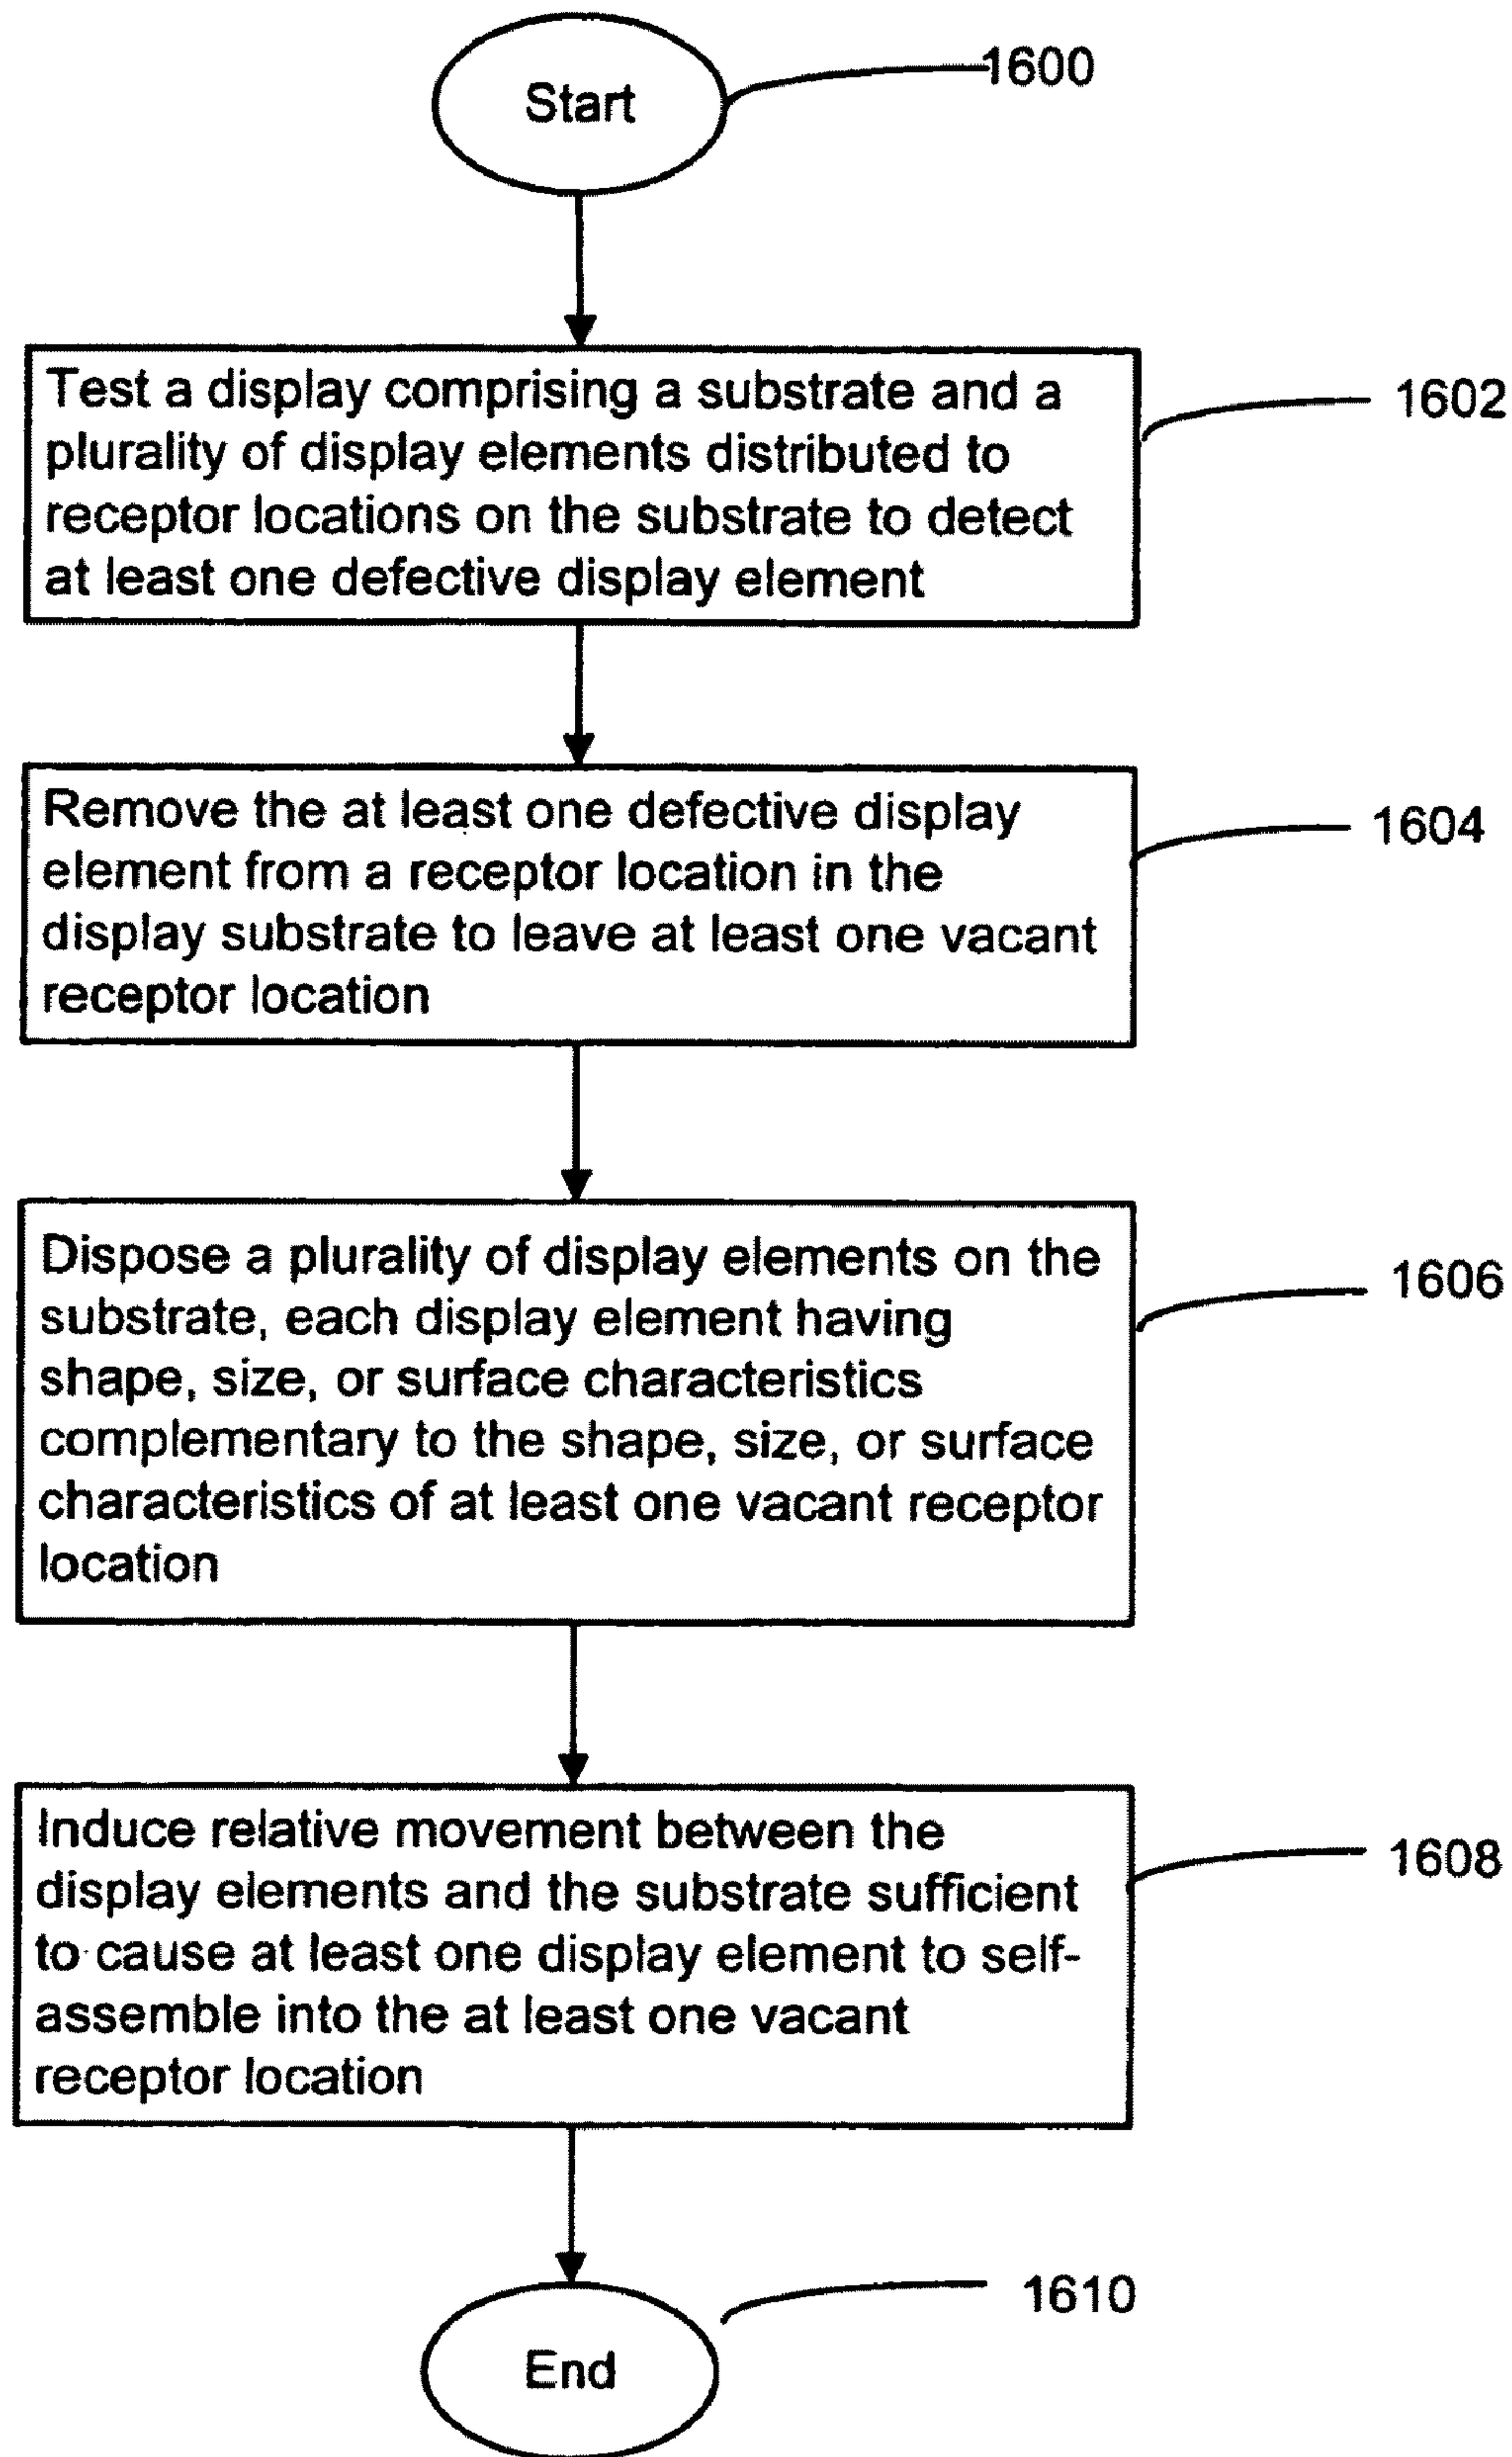 Start
1600
Test a display comprising a substrate and a
plurality of display elements distributed to
receptor locations on the substrate to detect
at least one defective display element
1602
Remove the at least one defective display
element from a receptor location in the
display substrate to leave at least one vacant
receptor location
1604
Dispose a plurality of display elements on the
substrate, each display element having
shape, size, or surface characteristics
complementary to the shape, size, or surface
characteristics of at least one vacant receptor
location
1606
Induce relative movement between the
display elements and the substrate sufficient
to cause at least one display element to self-
assemble into the at least one vacant
receptor location
1608
End
1610